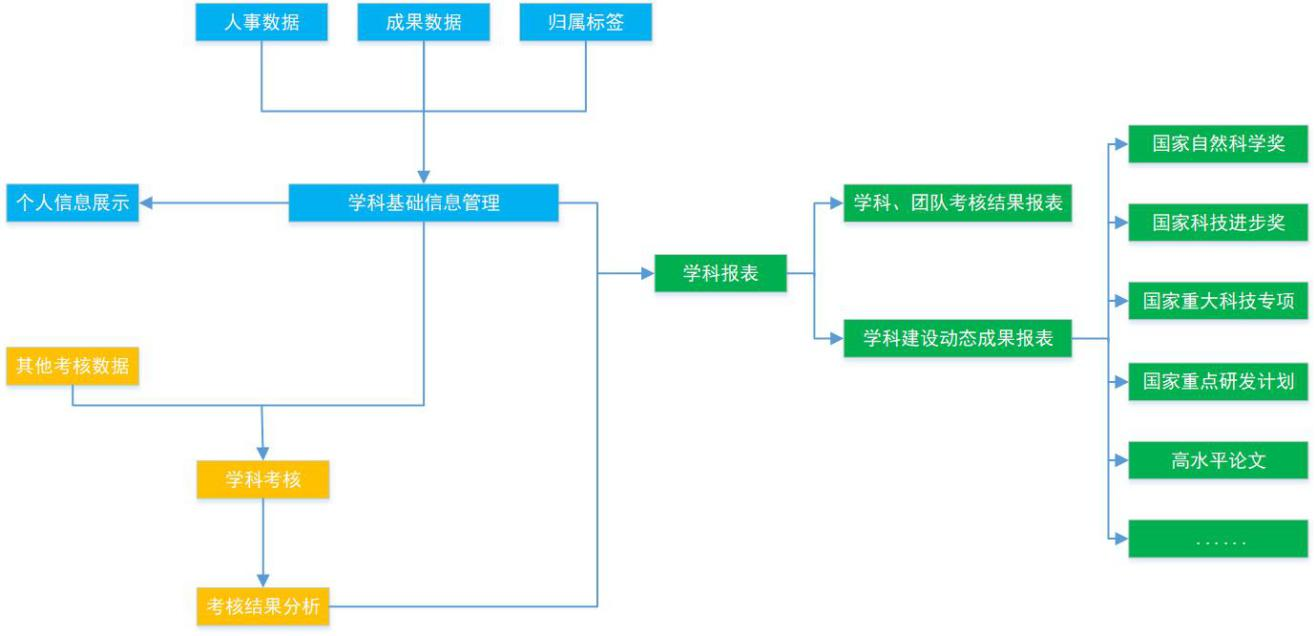 人事数据
成果数据
归属标签
个人信息展示
学科基础信息管理
学科报表
学科、团队考核结果报表
学科建设动态成果报表
国家自然科学奖
国家科技进步奖
国家重大科技专项
国家重点研发计划
高水平论文
......
其他考核数据
学科考核
考核结果分析